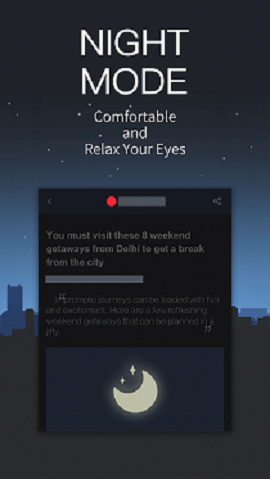 NIGHT
MODE
Comfortable
and
Relax Your Eyes
You must visit these 8 weekend
getaways from Delhi to get a break
from the city
“Impromptu journeys can be loaded with fun
and excitement. Here are a few refreshing
weekend getaways that can be planned in a
jiffy. ”